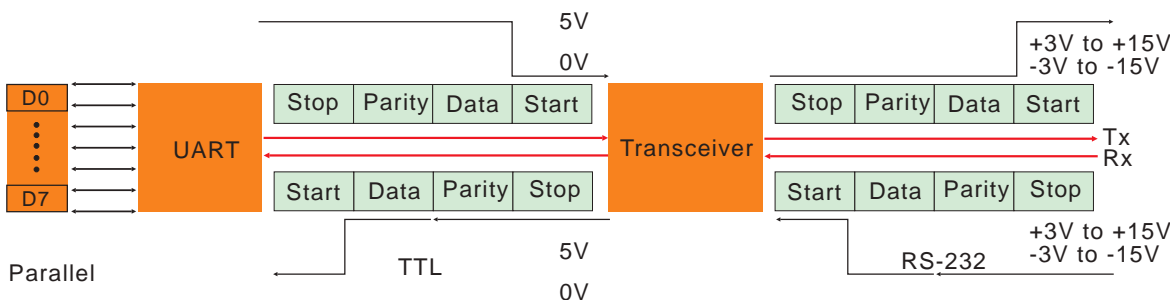 5V
0V
+3V to +15V
-3V to -15V
D0
D7
UART
Stop Parity Data Start
Transceiver
Stop Parity Data Start
Tx
Rx
Start Data Parity Stop
Start Data Parity Stop
5V
0V
+3V to +15V
-3V to -15V
Parallel
TTL
RS-232